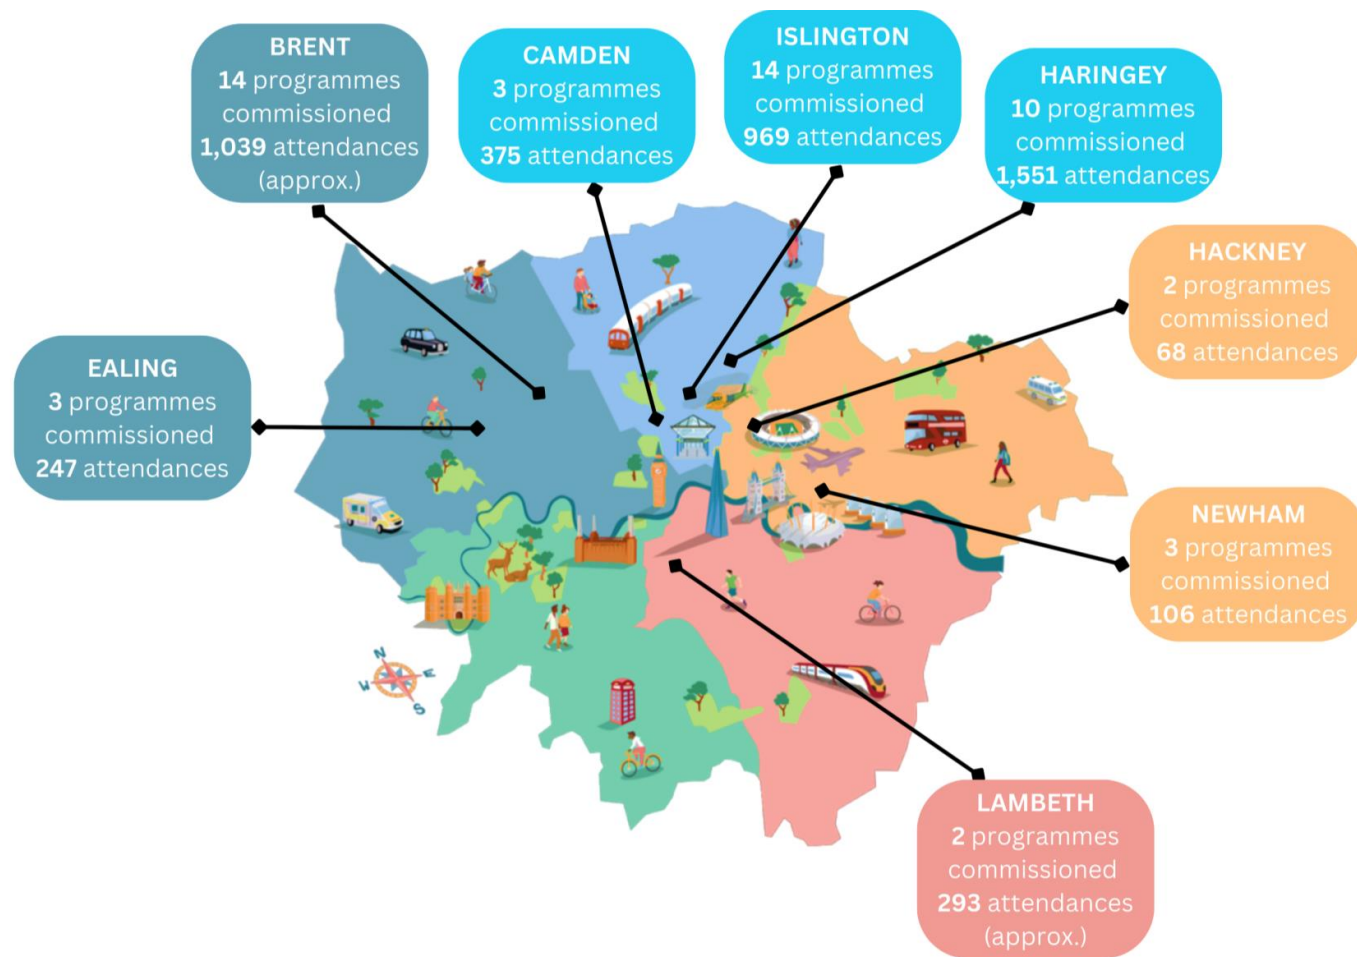 BRENT
14 programmes
commissioned
1,039 attendances
(approx.)
CAMDEN
3 programmes
commissioned
375 attendances
ISLINGTON
14 programmes
commissioned
969 attendances
HARINGEY
10 programmes
commissioned
1,551 attendances
HACKNEY
2 programmes
commissioned
68 attendances
EALING
3 programmes
commissioned
247 attendances
NEWHAM
3 programmes
commissioned
106 attendances
N
W E
S
LAMBETH
2 programmes
commissioned
293 attendances
(approx.)